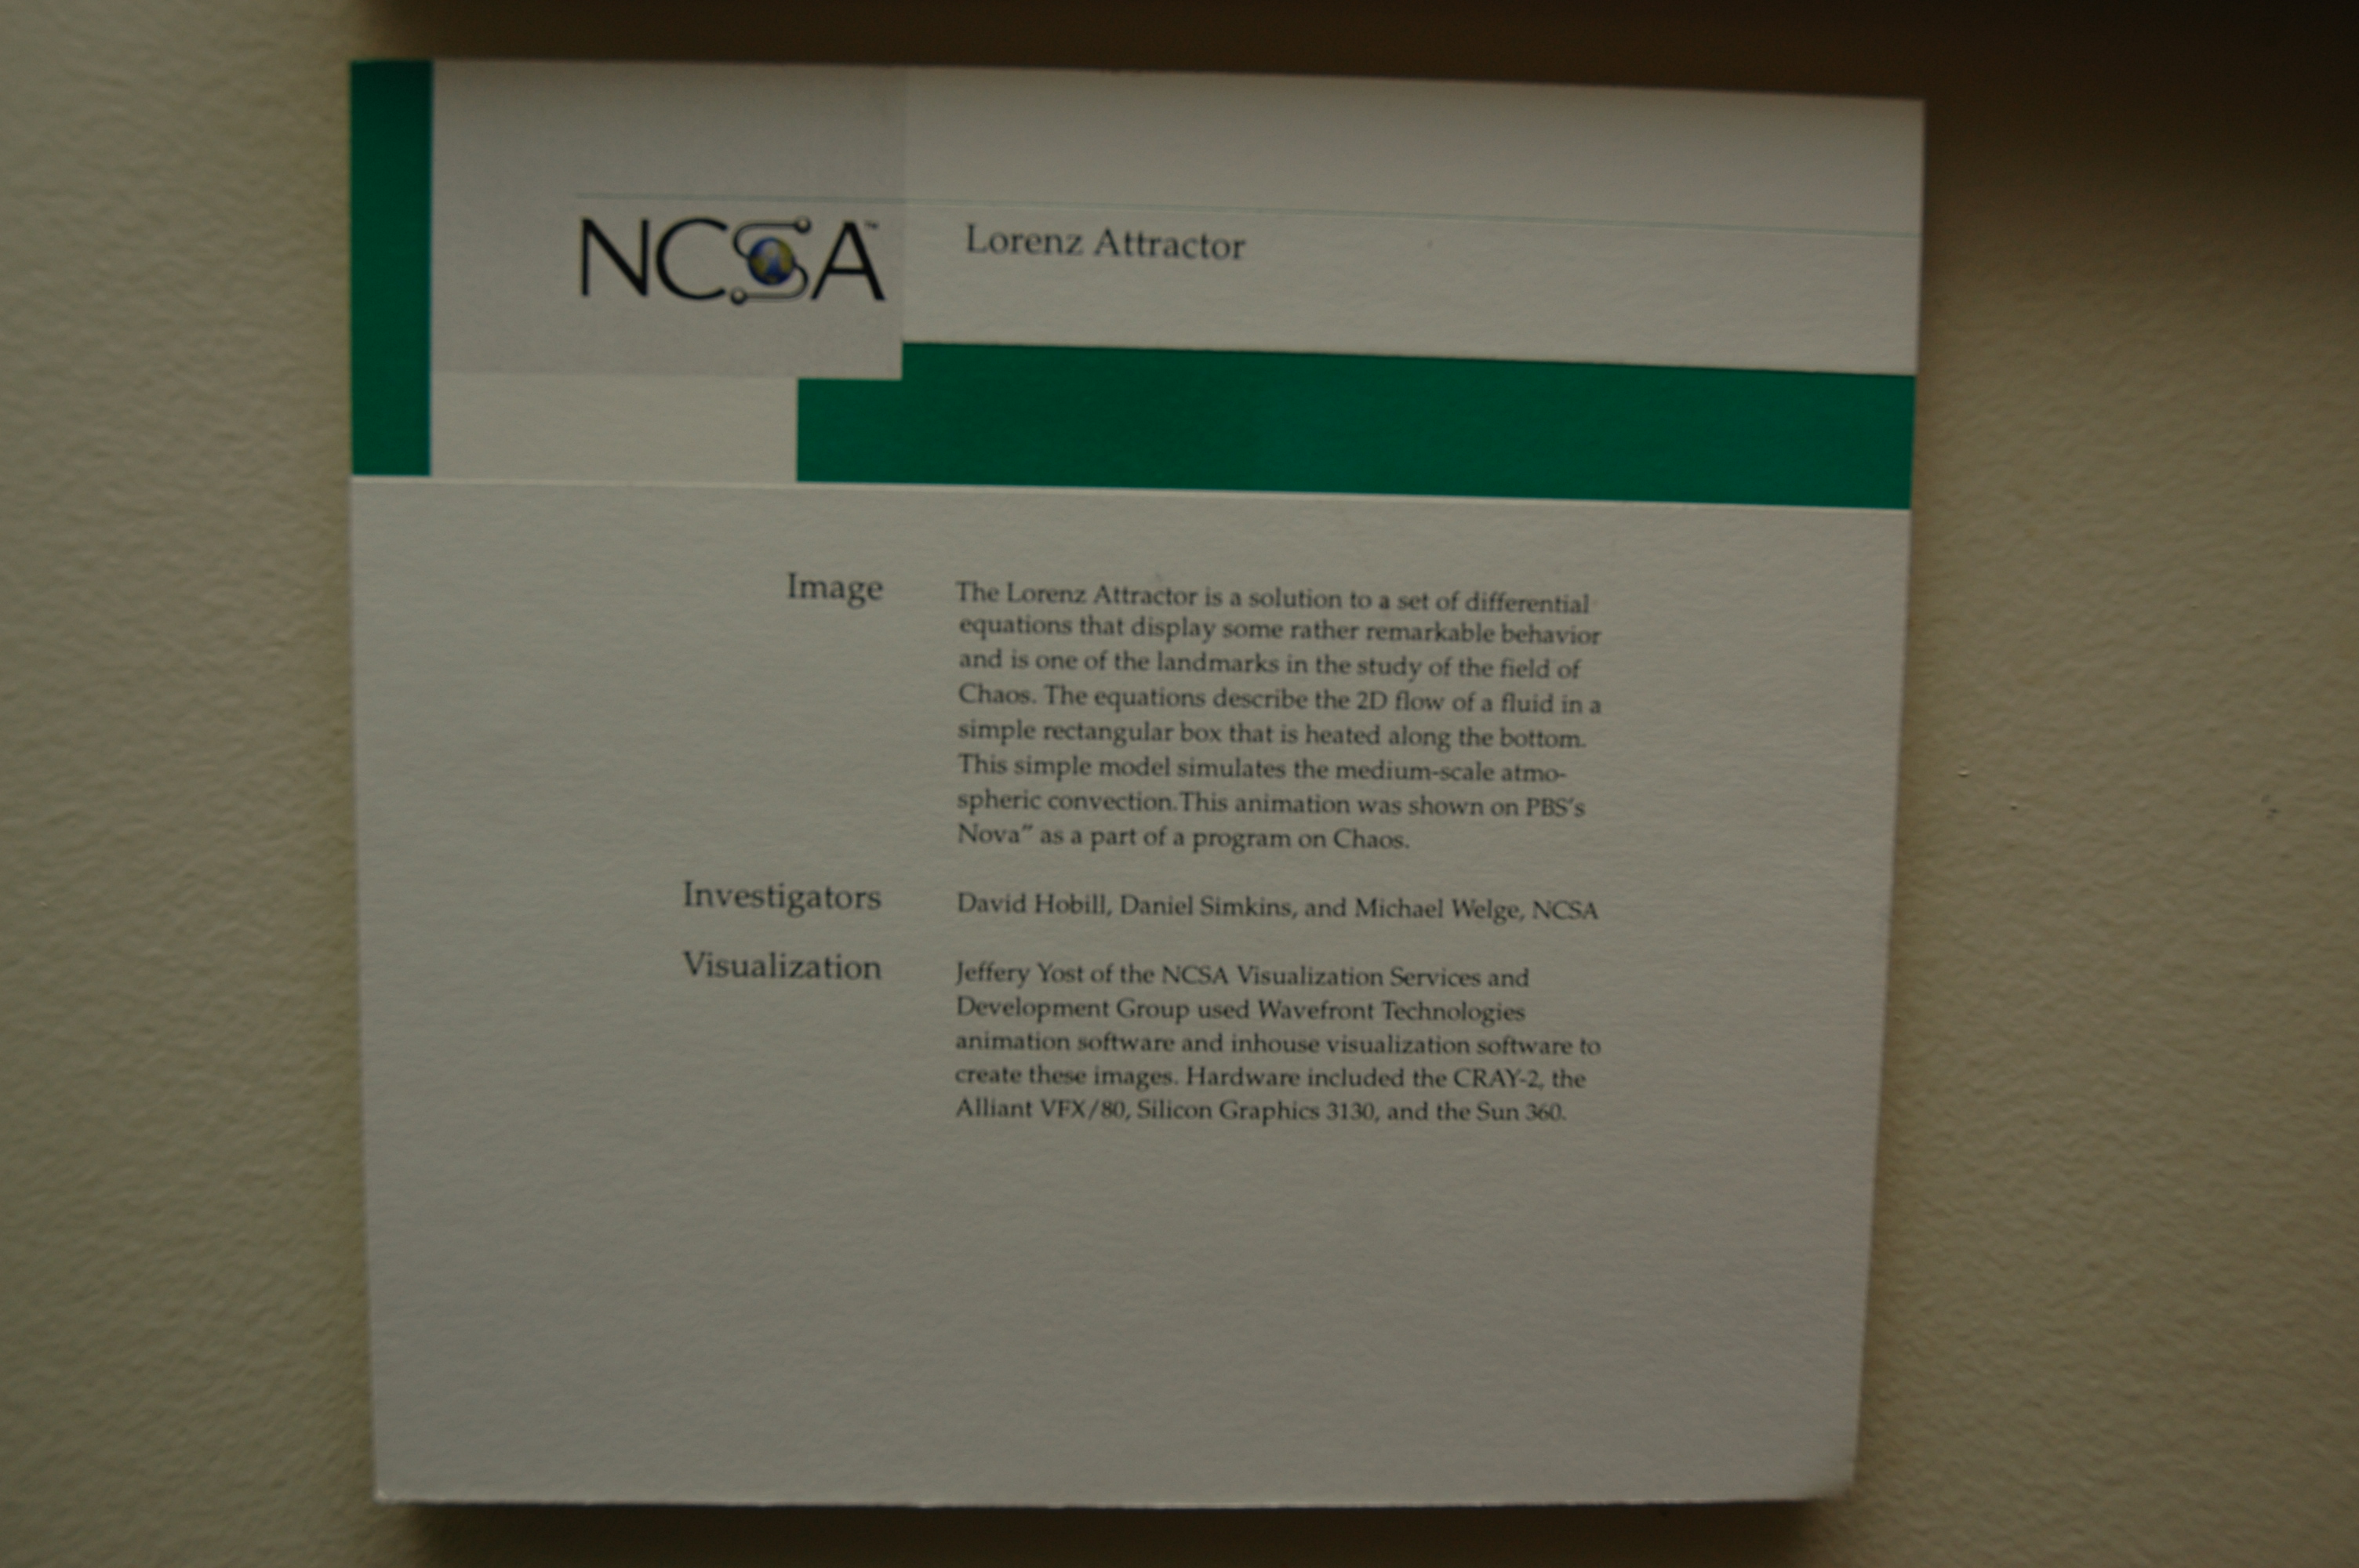 NCSA™
Lorenz Attractor
Image
The Lorenz Attractor is a solution to a set of differential
equations that display some rather remarkable behavior
and is one of the landmarks in the study of the field of
Chaos. The equations describe the 2D flow of a fluid in a
simple rectangular box that is heated along the bottom.
This simple model simulates the medium-scale atmo-
spheric convection.This animation was shown on PBS's
Nova" as a part of a program on Chaos.
Investigators
David Hobill, Daniel Simkins, and Michael Welge, NCSA
Visualization
Jeffery Yost of the NCSA Visualization Services and
Development Group used Wavefront Technologies
animation software and inhouse visualization software to
create these images. Hardware included the CRAY-2, the
Alliant VFX/80, Silicon Graphics 3130, and the Sun 360.